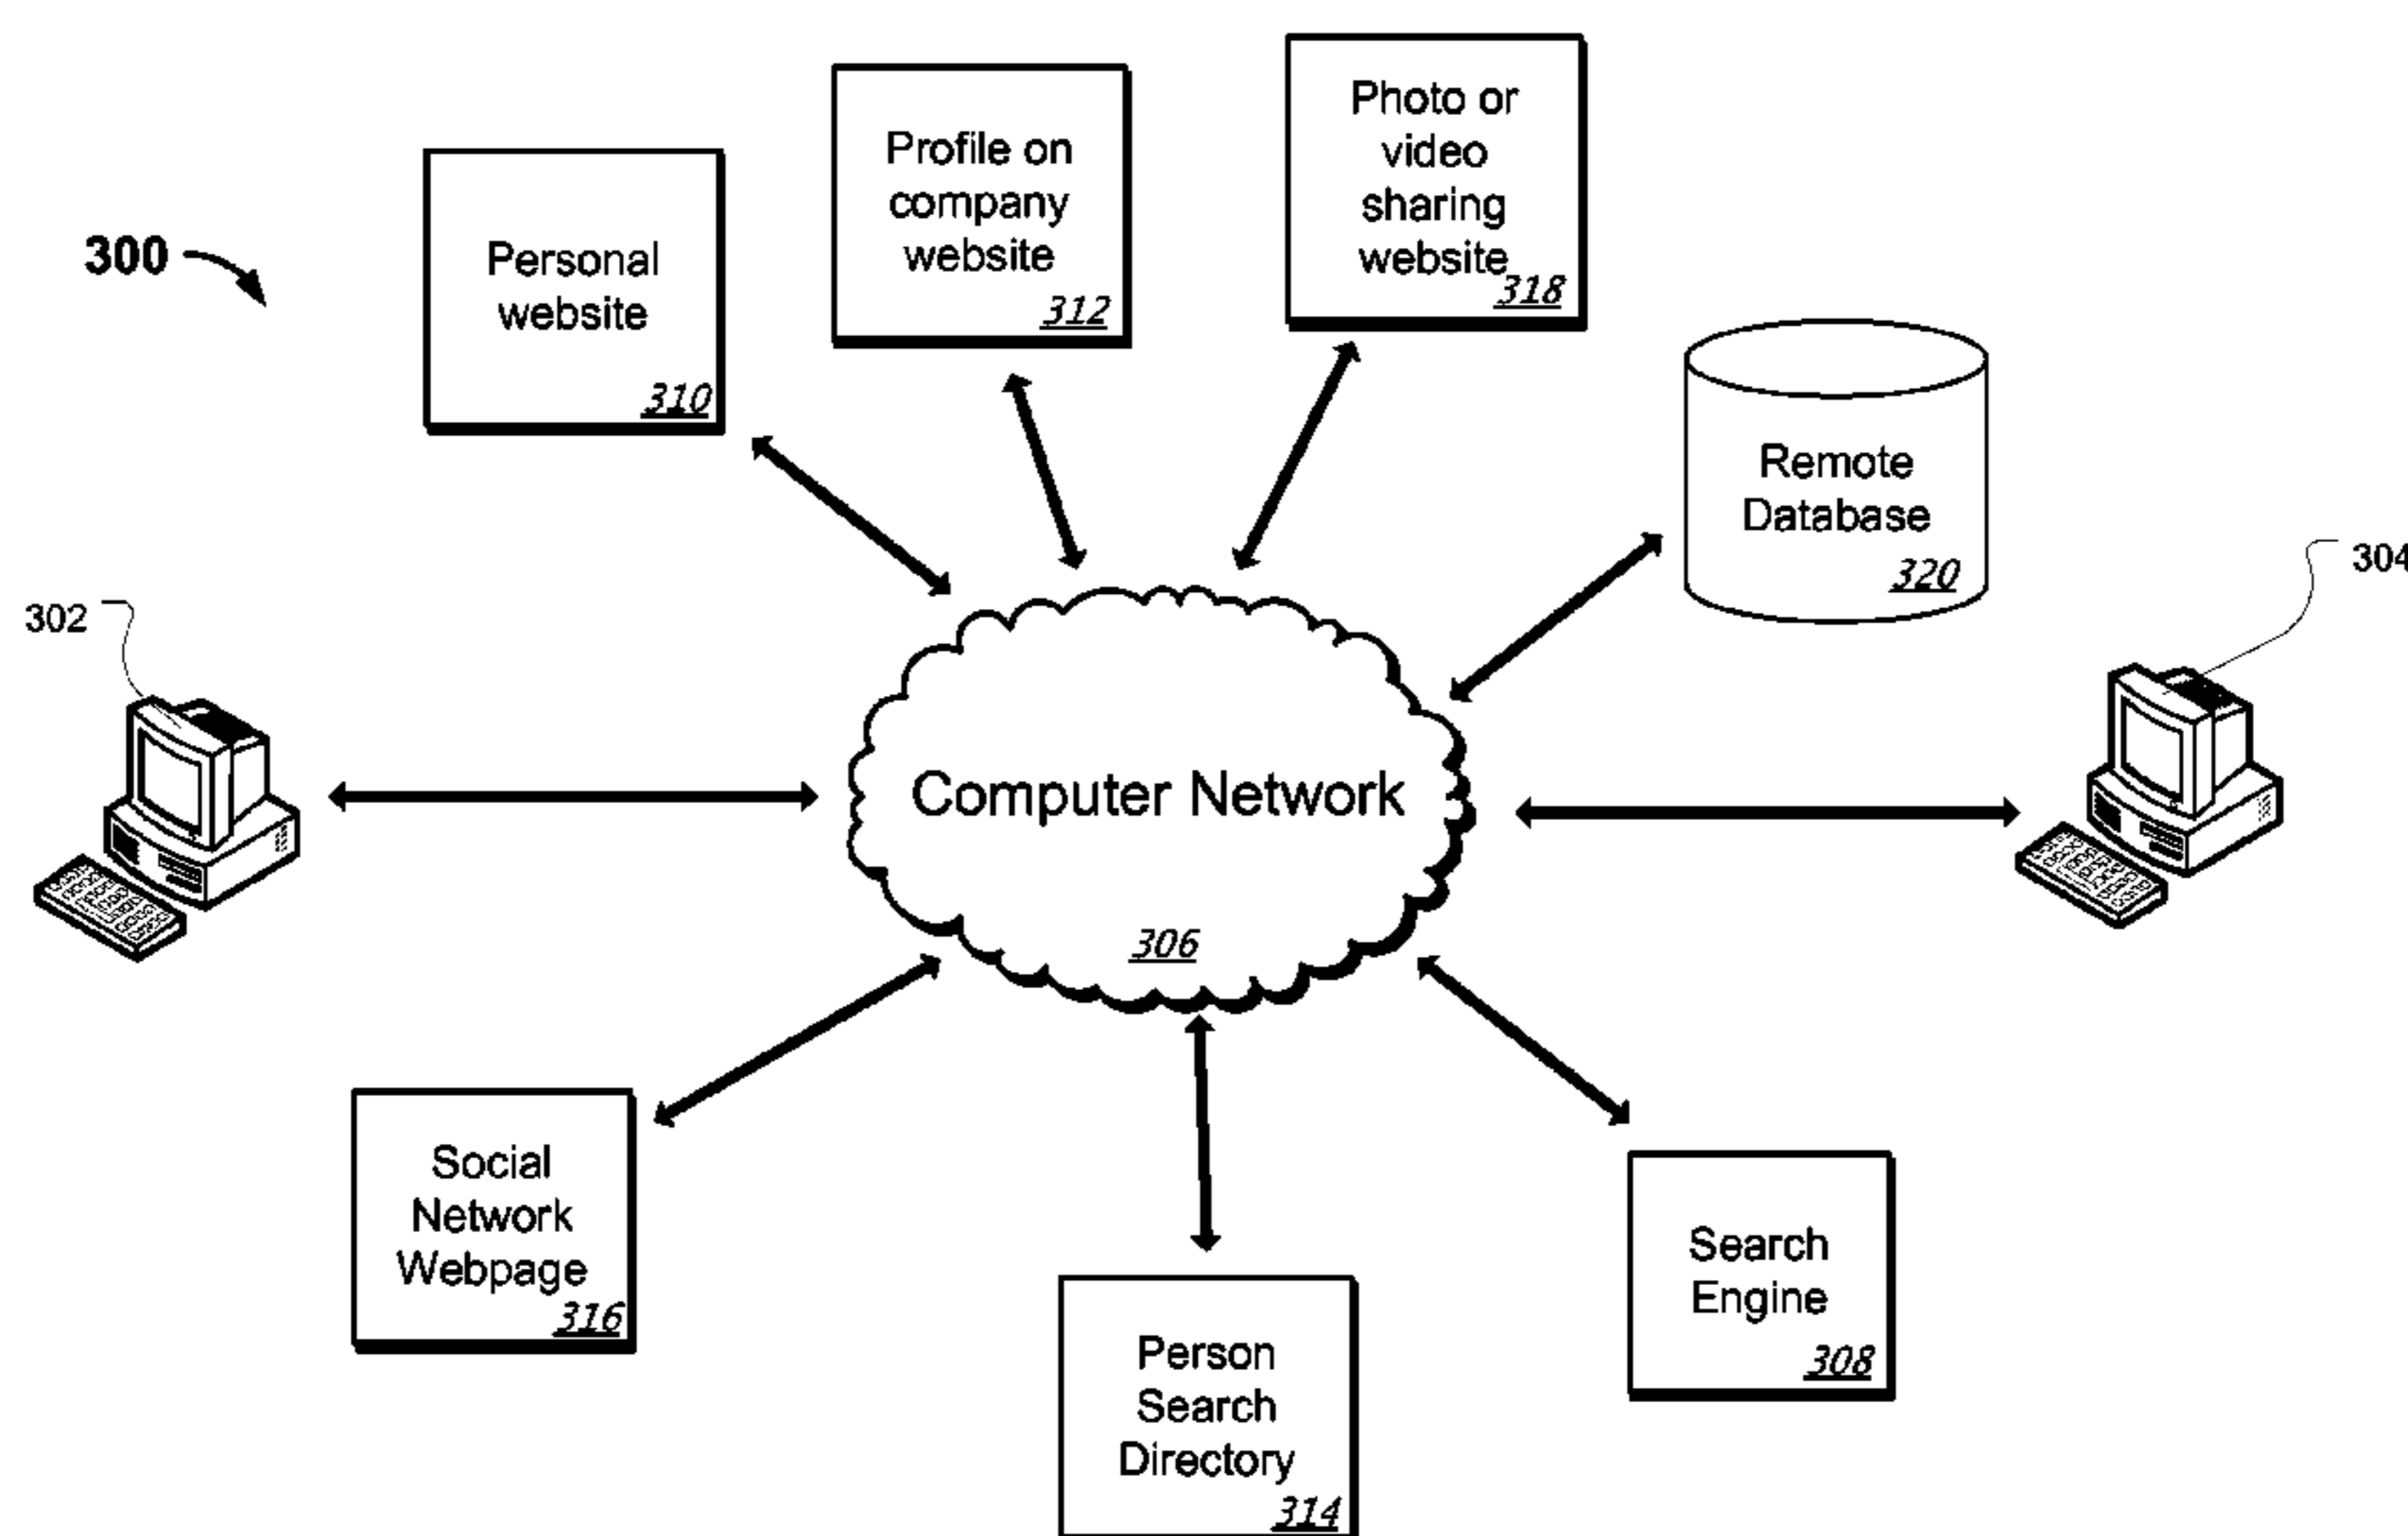 Photo or
video
sharing
website
318
Profile on
company
website
312
300
Personal
website
310
Remote
Database
320
304
302
Computer Network
306
Social
Network
Webpage
316
Search
Engine
308
Person
Search
Directory
314